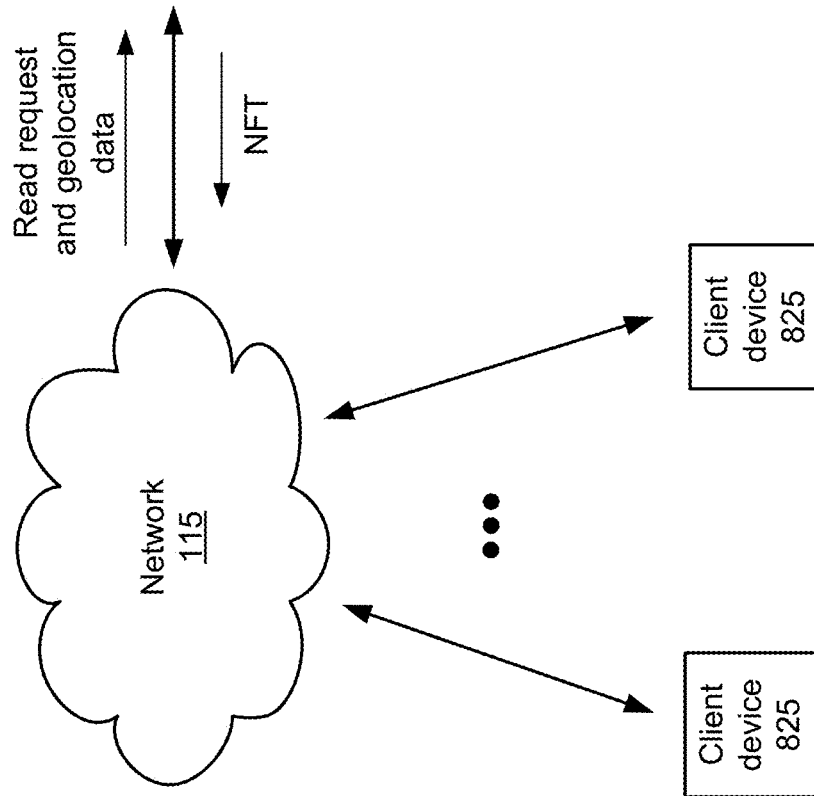 Read request
and geolocation
data
NFT
Network
115
Client
device
825
Client
device
825